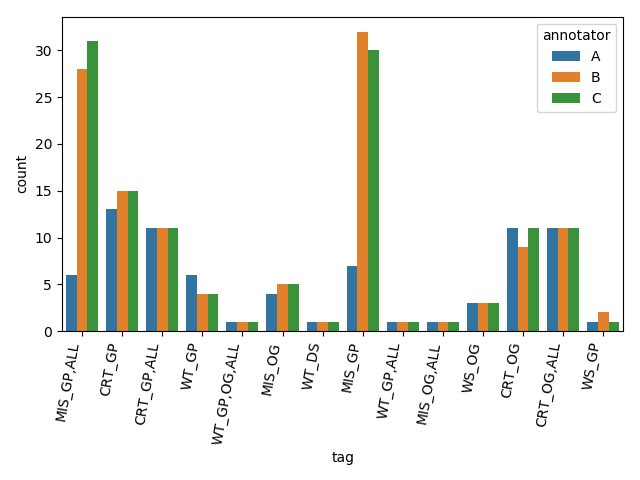 annotator
A
B
C
count
30
25
20
15
10
5
0
MIS_GP,ALL
CRT_GP
CRT_GP,ALL
WT_GP
WT_GP,OG,ALL
MIS_OG
WT_DS
MIS_GP
WT_GP,ALL
MIS_OG,ALL
WS_OG
CRT_OG
CRT_OG,ALL
WS_GP
tag